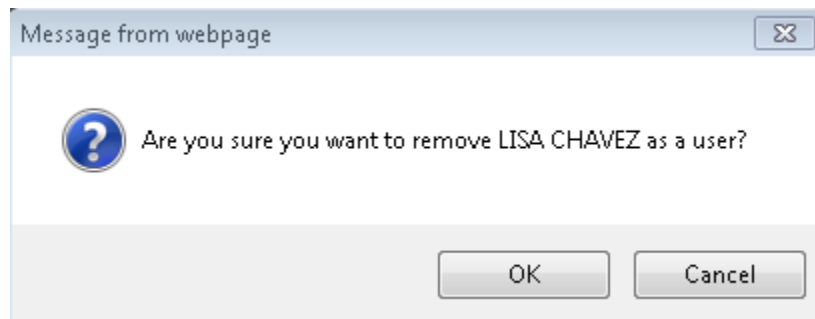 Message from webpage
Are you sure you want to remove LISA CHAVEZ as a user?
OK Cancel